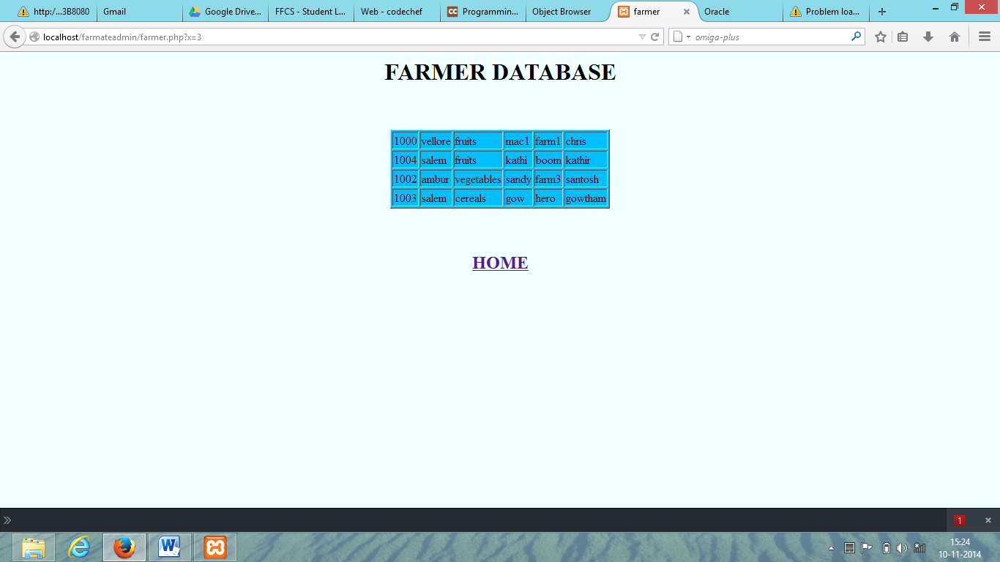 http:/...3B8080 Gmail Google Drive... FFCS - Student L... Web - codechef Programmin... Object Browser farmer Oracle Problem loa...
localhost/farmateadmin/farmer.php?x=3 omiga-plus
FARMER DATABASE
1000 vellore fruits mac1 farm1 chris
1004 salem fruits kathi boom kathir
1002 ambur vegetables sandy farm3 santosh
1003 salem cereals gow hero gowtham
HOME
1
15:24
10-11-2014